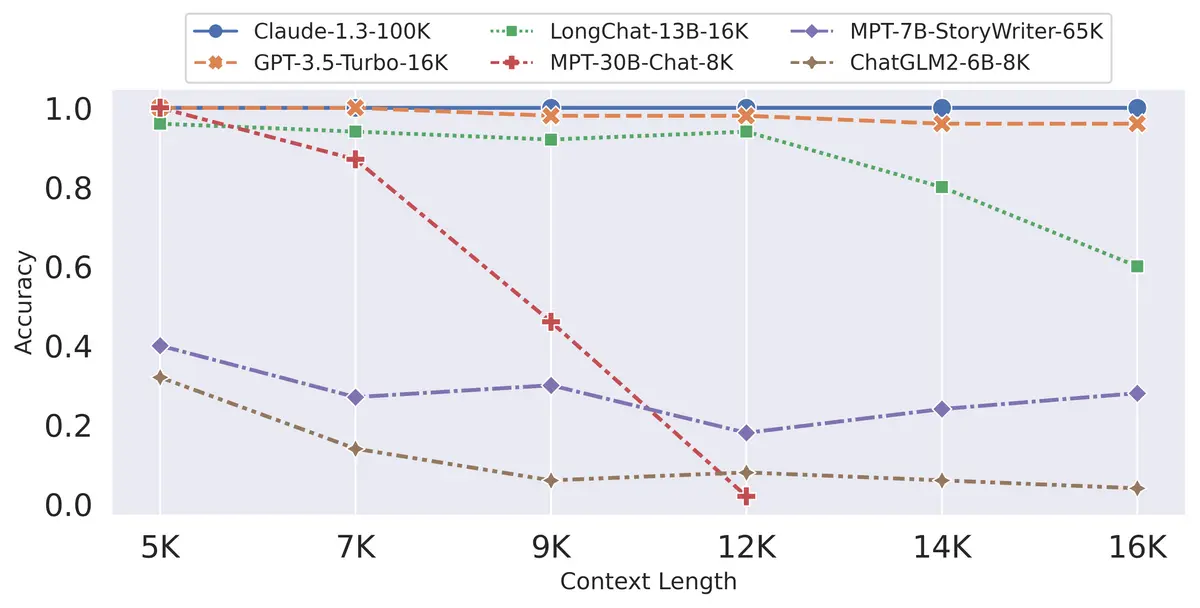 Claude-1.3-100K LongChat-13B-16K MPT-7B-StoryWriter-65K
GPT-3.5-Turbo-16K MPT-30B-Chat-8K ChatGLM2-6B-8K
1.0
0.8
0.6
0.4
0.2
0.0
Accuracy
5K 7K 9K 12K 14K 16K
Context Length